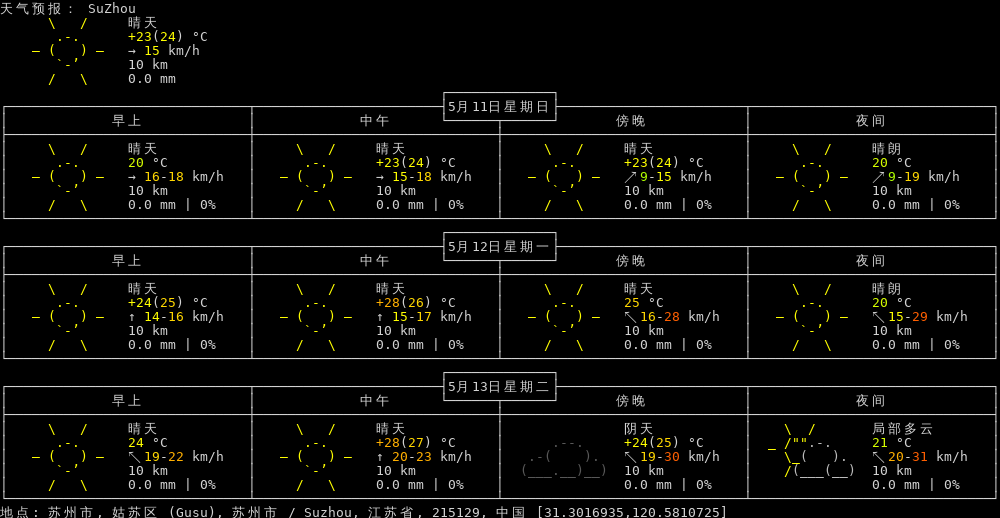 天气预报： SuZhou
晴天
+23(24) °C
→ 15 km/h
10 km
0.0 mm
5月11日星期日
早上 中午 傍晚 夜间
晴天 晴天 晴天 晴朗
20 °C +23(24) °C +23(24) °C 20 °C
→ 16-18 km/h → 15-18 km/h ↗ 9-15 km/h ↗ 9-19 km/h
10 km 10 km 10 km 10 km
0.0 mm | 0% 0.0 mm | 0% 0.0 mm | 0% 0.0 mm | 0%
5月12日星期一
早上 中午 傍晚 夜间
晴天 晴天 晴天 晴朗
+24(25) °C +28(26) °C 25 °C 20 °C
↑ 14-16 km/h ↑ 15-17 km/h ↖ 16-28 km/h ↖ 15-29 km/h
10 km 10 km 10 km 10 km
0.0 mm | 0% 0.0 mm | 0% 0.0 mm | 0% 0.0 mm | 0%
5月13日星期二
早上 中午 傍晚 夜间
晴天 晴天 阴天 局部多云
24 °C +28(27) °C +24(25) °C 21 °C
↖ 19-22 km/h ↑ 20-23 km/h ↖ 19-30 km/h ↖ 20-31 km/h
10 km 10 km 10 km 10 km
0.0 mm | 0% 0.0 mm | 0% 0.0 mm | 0% 0.0 mm | 0%
地点: 苏州市, 姑苏区 (Gusu), 苏州市 / Suzhou, 江苏省, 215129, 中国 [31.3016935,120.5810725]